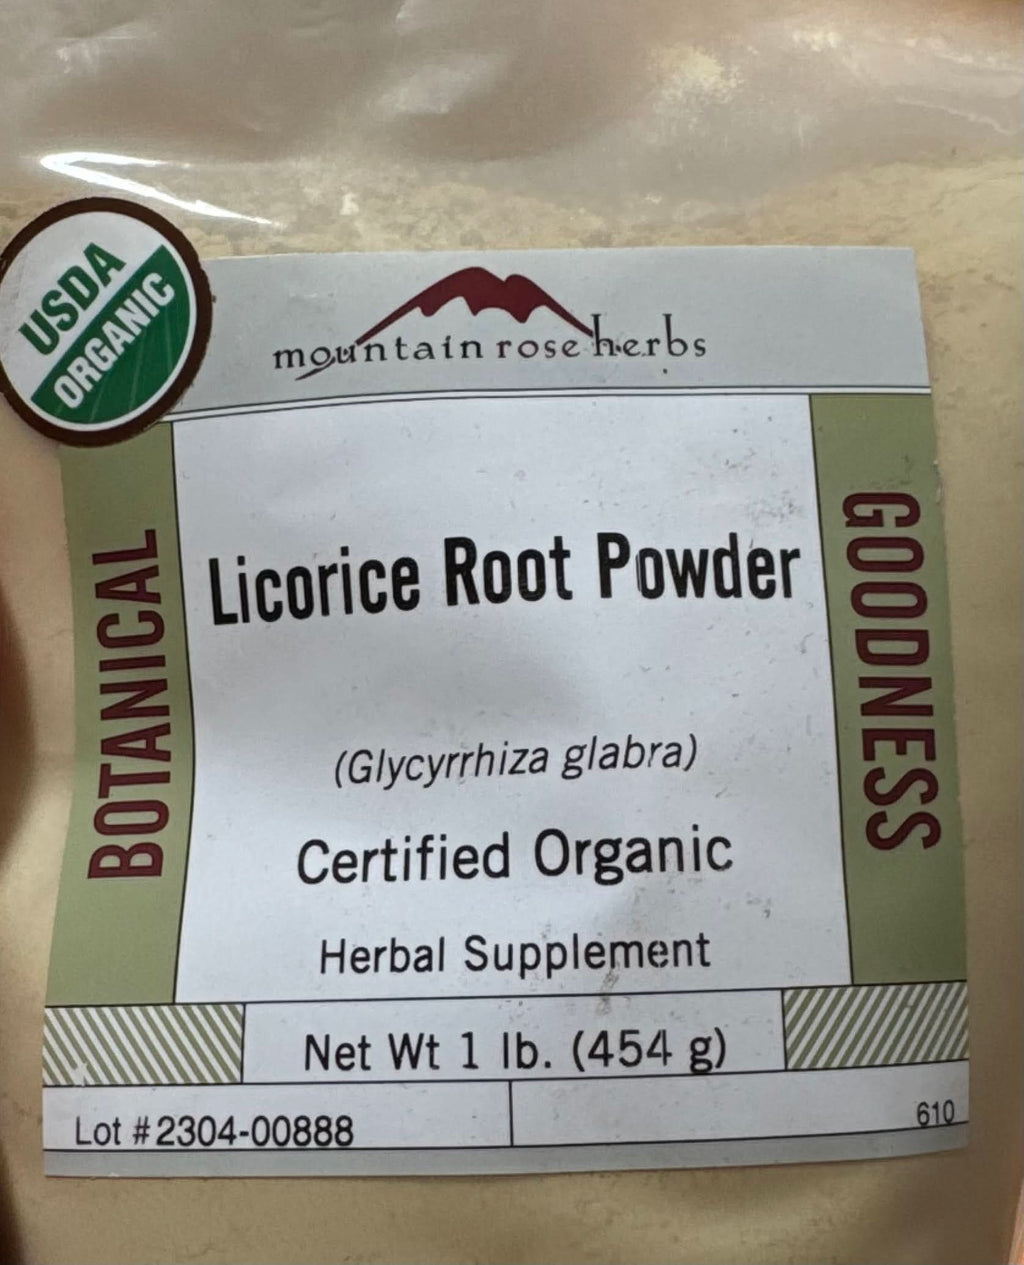 USDA
ORGANIC
mountain rose herbs
BOTANICAL
GOODNESS
Licorice Root Powder
(Glycyrrhiza glabra)
Certified Organic
Herbal Supplement
Net Wt 1 lb. (454 g)
Lot #2304-00888
610